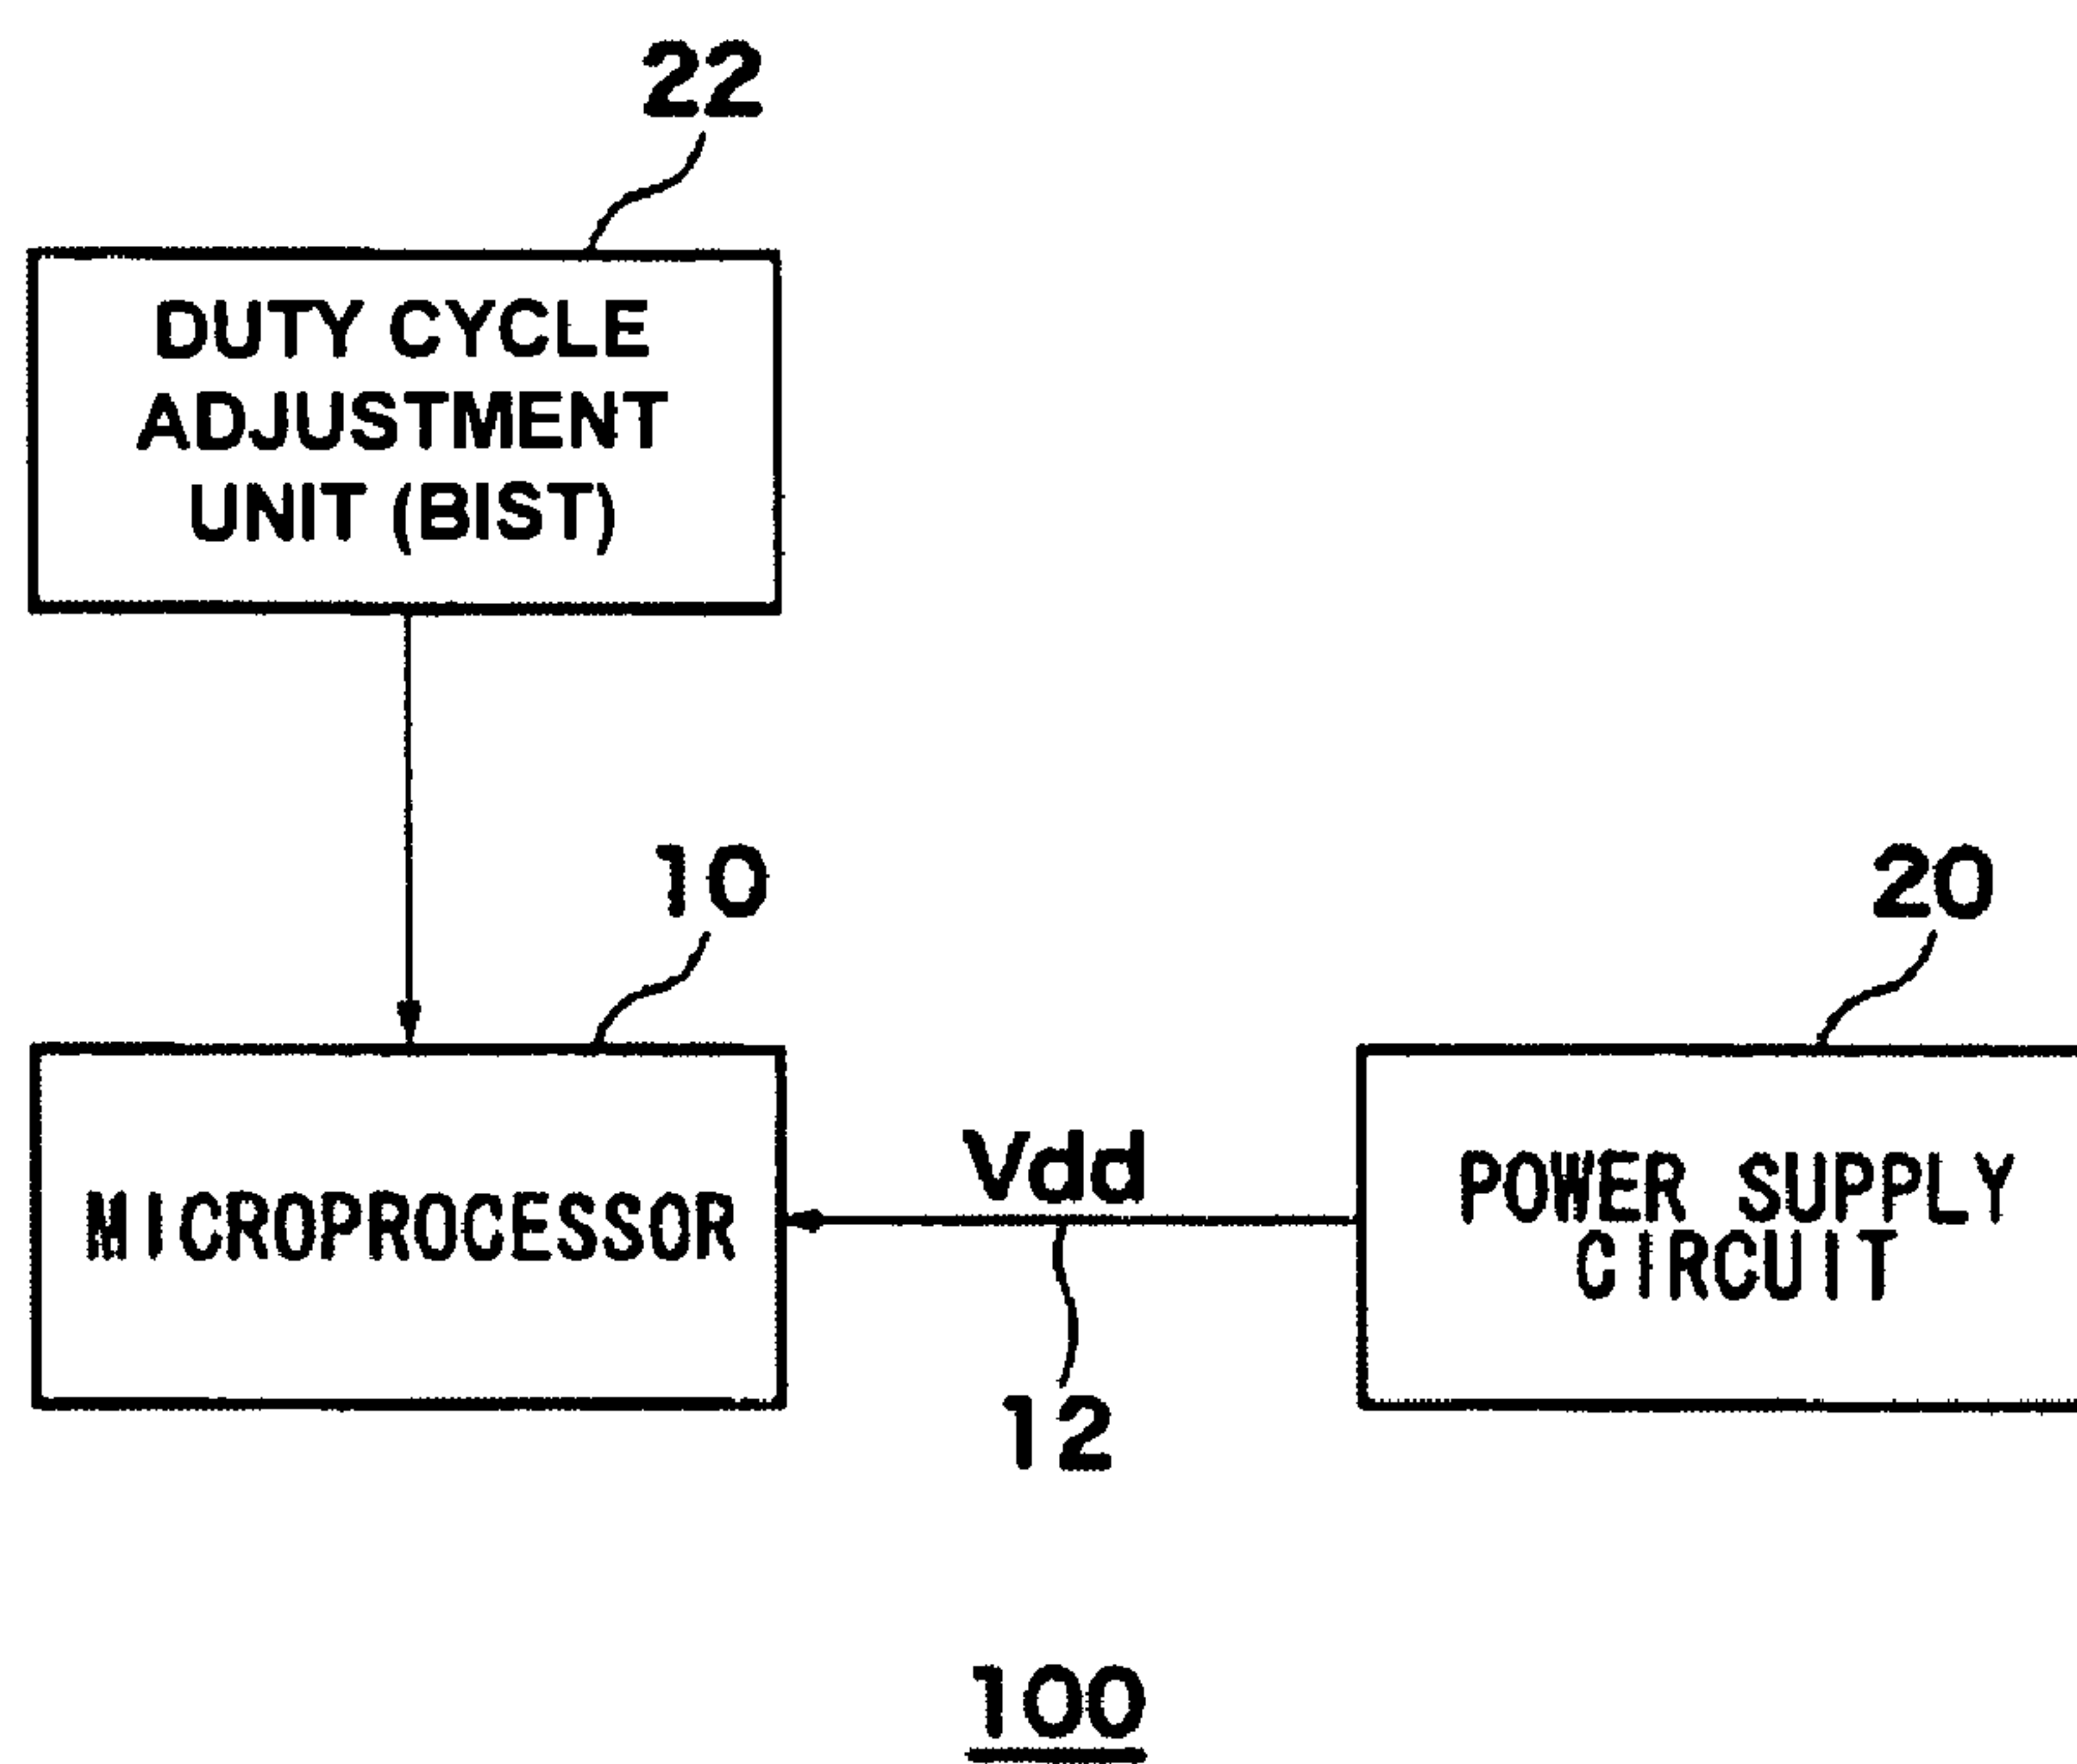 22
DUTY CYCLE
ADJUSTMENT
UNIT (BIST)
10
20
MICROPROCESSOR
Vdd
POWER SUPPLY
CIRCUIT
12
100